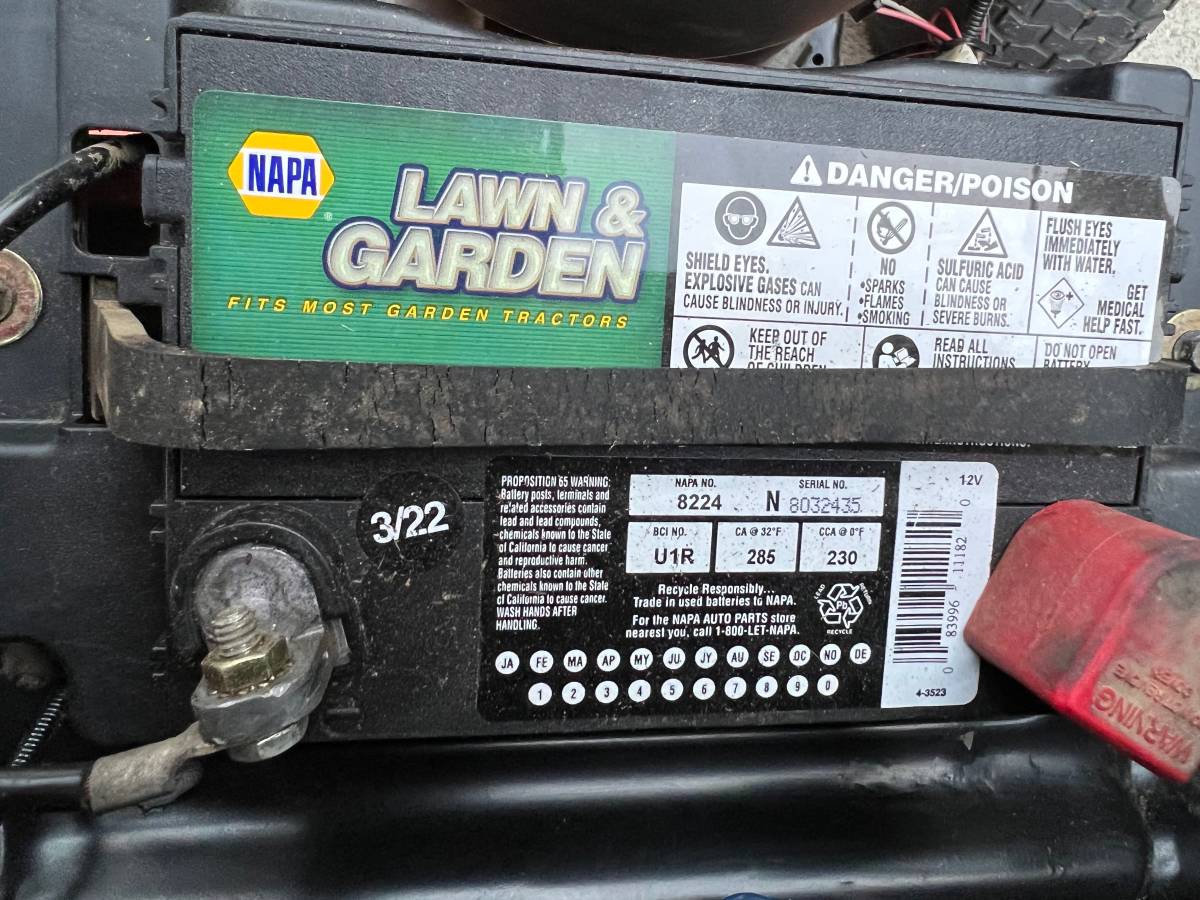 NAPA
®
LAWN &
GARDEN
FITS MOST GARDEN TRACTORS
DANGER/POISON
SHIELD EYES.
EXPLOSIVE GASES CAN
CAUSE BLINDNESS OR INJURY.
NO
•SPARKS
•FLAMES
•SMOKING
SULFURIC ACID
CAN CAUSE
BLINDNESS OR
SEVERE BURNS.
FLUSH EYES
IMMEDIATELY
WITH WATER.
GET
MEDICAL
HELP FAST.
KEEP OUT OF
THE REACH
OF CHILDREN
READ ALL
INSTRUCTIONS
DO NOT OPEN
BATTERY
3/22
PROPOSITION 65 WARNING:
Battery posts, terminals and
related accessories contain
lead and lead compounds,
chemicals known to the State
of California to cause cancer
and reproductive harm.
Batteries also contain other
chemicals known to the State
of California to cause cancer.
WASH HANDS AFTER
HANDLING.
NAPA NO.
8224
SERIAL NO.
N 8032435
BCI NO.
U1R
CA @ 32°F
285
CCA @ 0°F
230
Recycle Responsibly...
Trade in used batteries to NAPA.
For the NAPA AUTO PARTS store
nearest you, call 1-800-LET-NAPA.
LEAD
Pb
RECYCLE
JA FE MA AP MY JU JY AU SE OC NO DE
1 2 3 4 5 6 7 8 9 0
12V
0 83996 11182 0
4-3523
WARNING